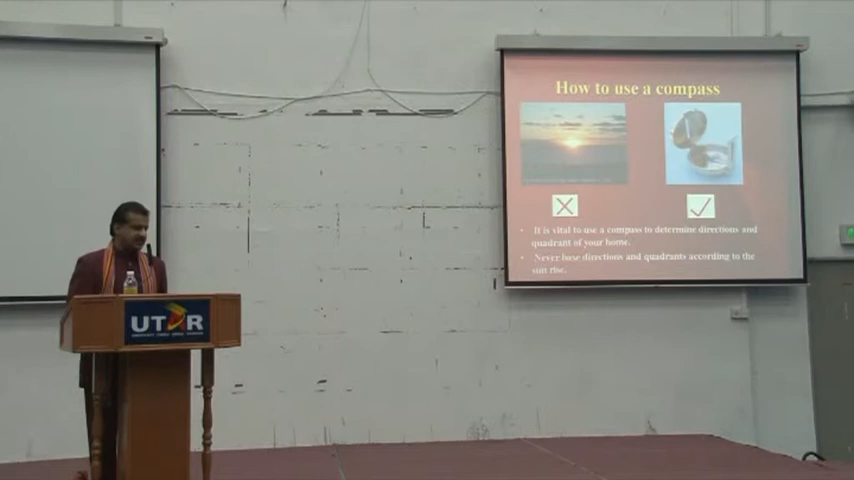 How to use a compass
• It is vital to use a compass to determine directions and
quadrant of your home.
• Never base directions and quadrants according to the
sun rise.
UTAR